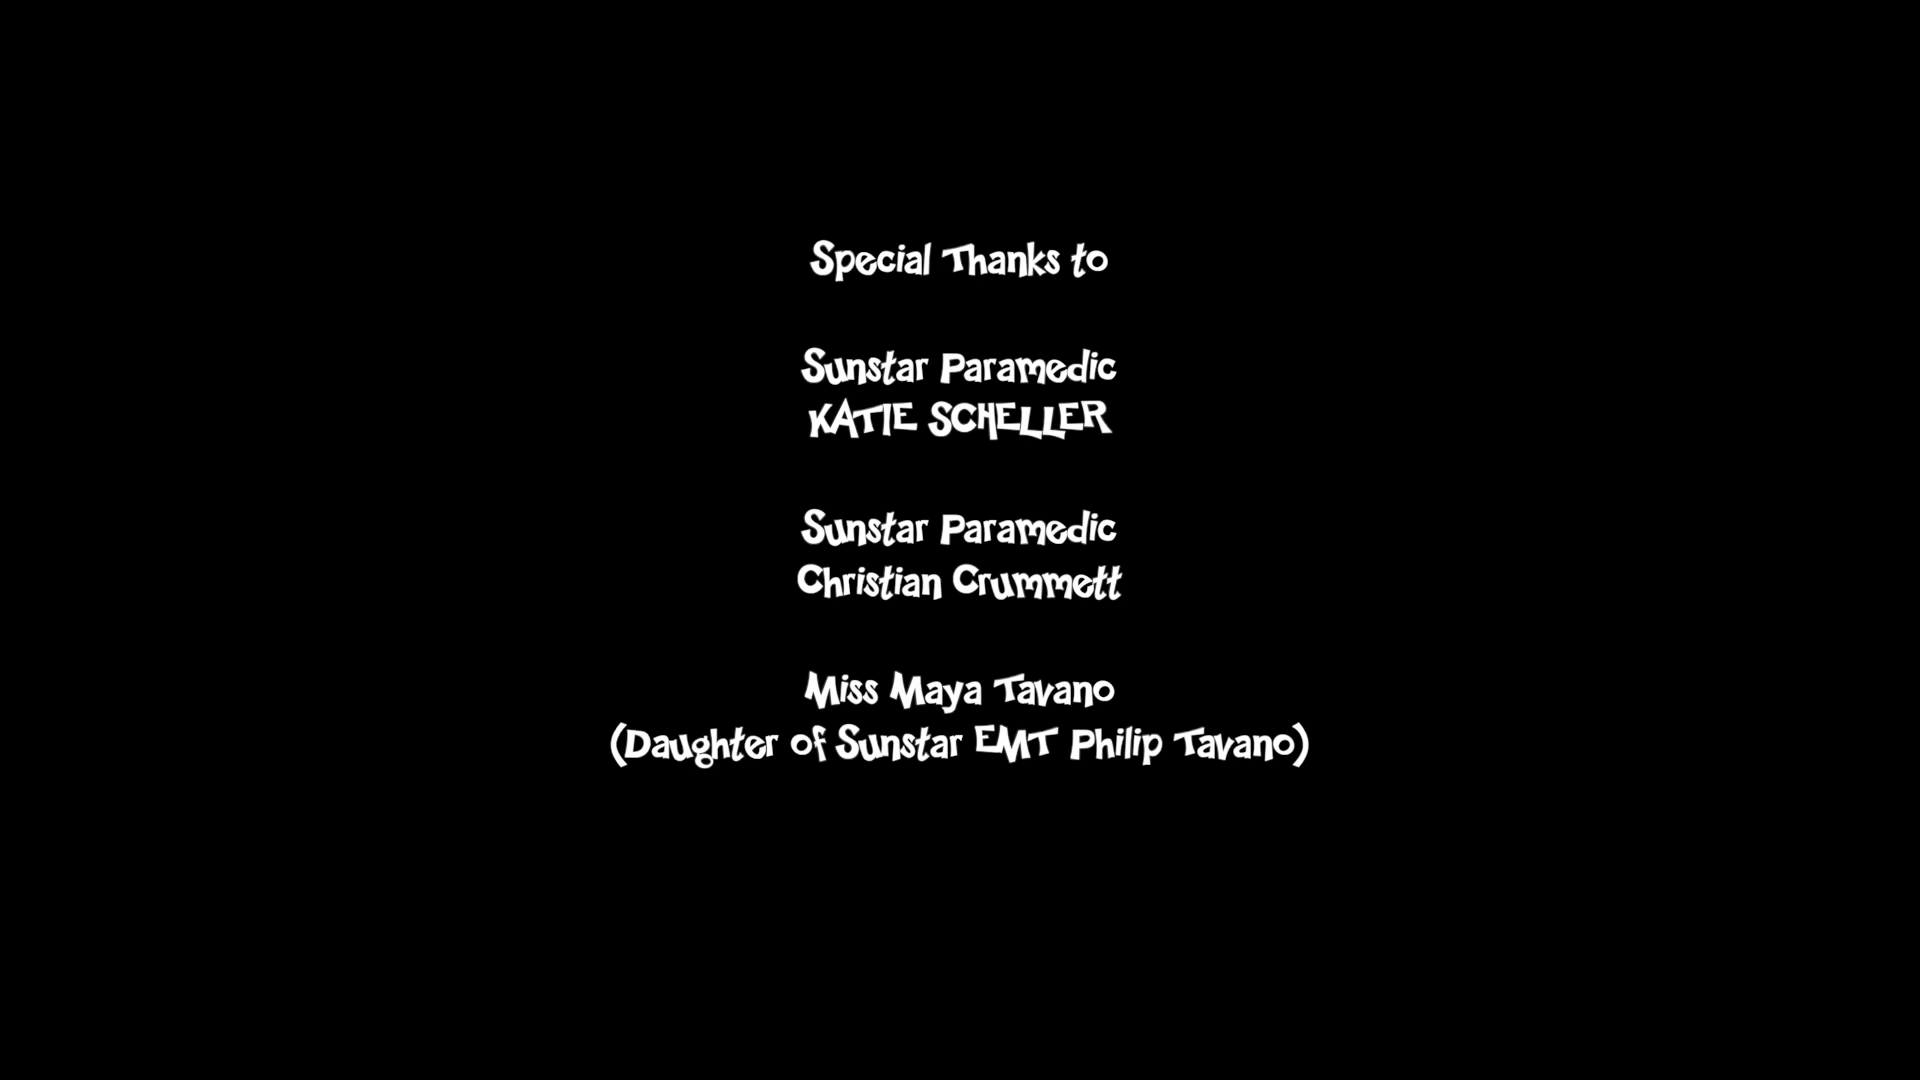 Special Thanks to
Sunstar Paramedic
KATIE SCHELLER
Sunstar Paramedic
Christian Crummett
Miss Maya Tavano
(Daughter of Sunstar EMT Philip Tavano)